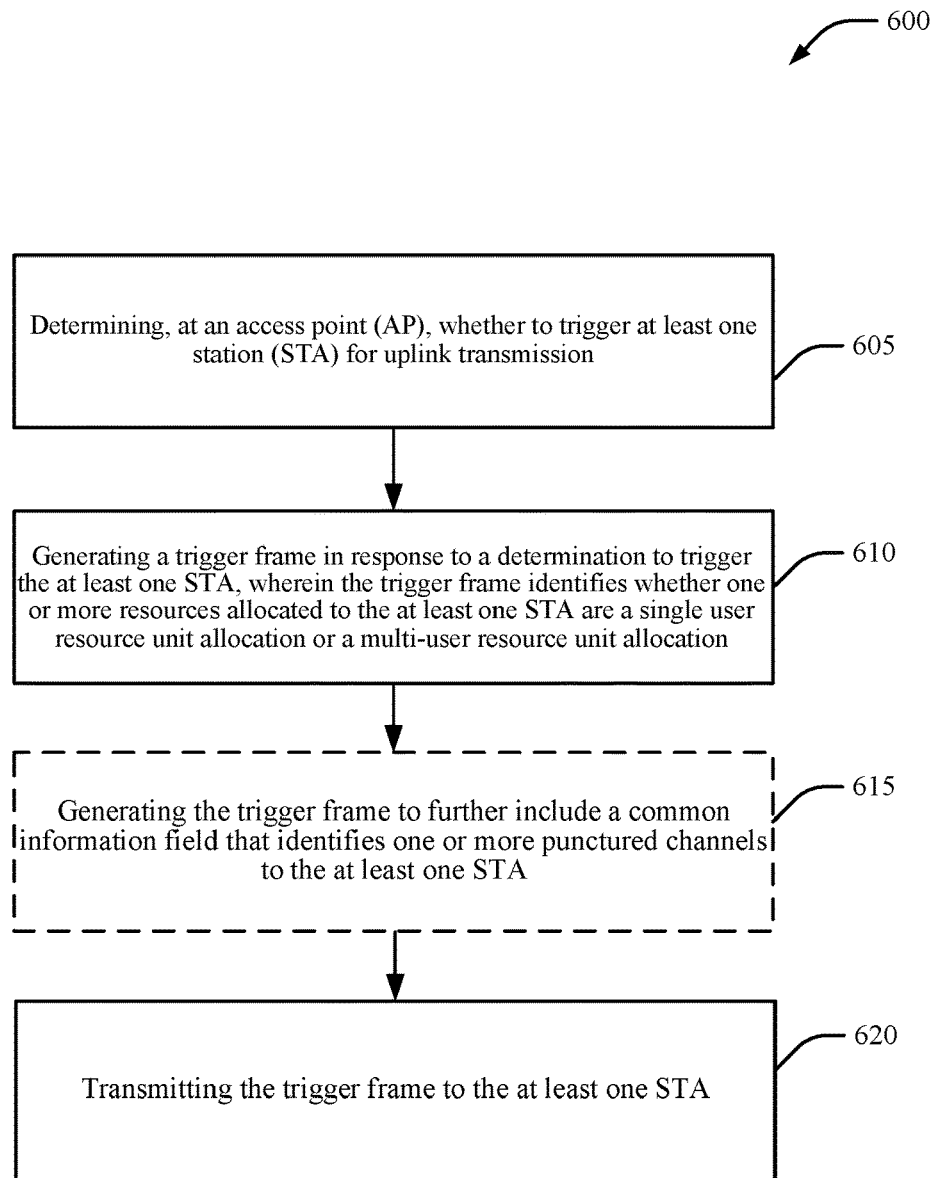 600
Determining, at an access point (AP), whether to trigger at least one
station (STA) for uplink transmission
605
Generating a trigger frame in response to a determination to trigger
the at least one STA, wherein the trigger frame identifies whether one
or more resources allocated to the at least one STA are a single user
resource unit allocation or a multi-user resource unit allocation
610
Generating the trigger frame to further include a common
information field that identifies one or more punctured channels
to the at least one STA
615
Transmitting the trigger frame to the at least one STA
620